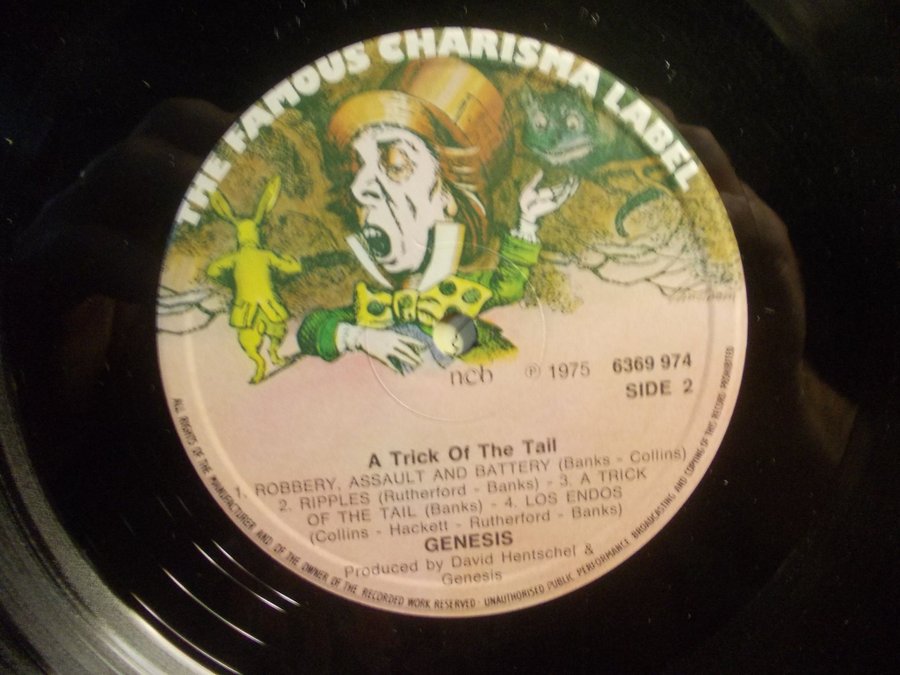 THE FAMOUS CHARISMA LABEL
ncb ℗ 1975 6369 974
SIDE 2
A Trick Of The Tail
1. ROBBERY, ASSAULT AND BATTERY (Banks - Collins)
2. RIPPLES (Rutherford - Banks) - 3. A TRICK
OF THE TAIL (Banks) - 4. LOS ENDOS
(Collins - Hackett - Rutherford - Banks)
GENESIS
Produced by David Hentschel &
Genesis
ALL RIGHTS OF THE MANUFACTURER AND OF THE OWNER OF THE RECORDED WORK RESERVED · UNAUTHORISED PUBLIC PERFORMANCE BROADCASTING AND COPYING OF THIS RECORD PROHIBITED